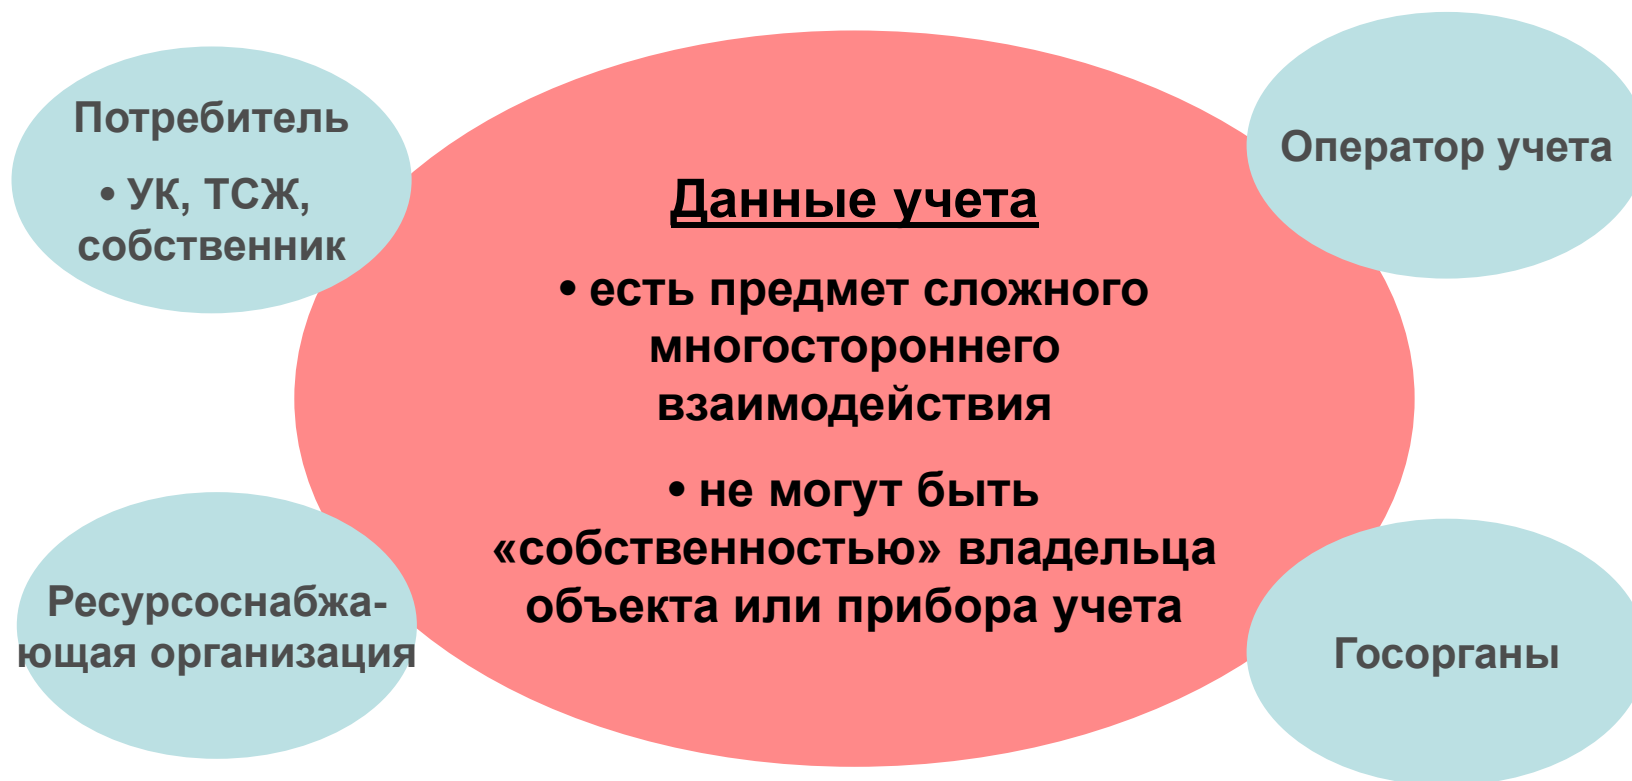 Потребитель
• УК, ТСЖ,
собственник
Данные учета
• есть предмет сложного
многостороннего
взаимодействия
• не могут быть
«собственностью» владельца
объекта или прибора учета
Оператор учета
Ресурсоснабжа-
ющая организация
Госорганы